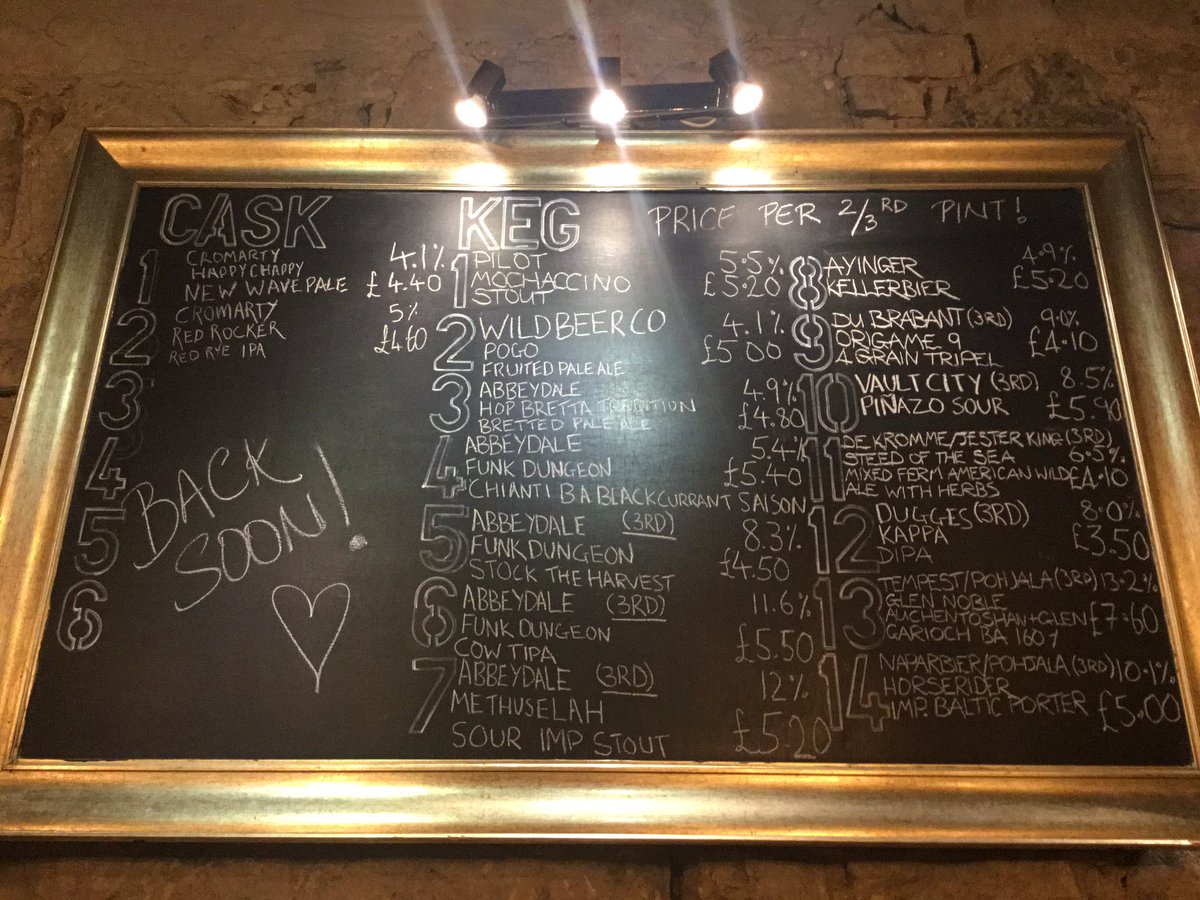 CASK
1 CROMARTY 4.1%
HAPPY CHAPPY
NEW WAVE PALE £4.40
2 CROMARTY 5%
RED ROCKER £4.60
RED RYE IPA
3
4
5
6
BACK
SOON!
KEG
PRICE PER 2/3RD PINT!
1 PILOT 5.5%
MOCHACCINO £5.20
STOUT
2 WILD BEER CO 4.1%
POGO £5.00
FRUITED PALE ALE
3 ABBEYDALE 4.9%
HOP BRETTA TRADITION
BRETTED PALE ALE £4.80
4 ABBEYDALE 5.4%
FUNK DUNGEON £5.40
CHIANTI BA BLACKCURRANT SAISON
5 ABBEYDALE (3RD) 8.3%
FUNK DUNGEON
STOCK THE HARVEST £4.50
6 ABBEYDALE (3RD) 11.6%
FUNK DUNGEON
COW TIPA £5.50
7 ABBEYDALE (3RD) 12%
METHUSELAH
SOUR IMP STOUT £5.20
8 AYINGER 4.9%
KELLERBIER £5.20
9 DU BRABANT (3RD) 9.0%
ORIGAME 9 £4.10
4 GRAIN TRIPEL
10 VAULT CITY (3RD) 8.5%
PIÑAZO SOUR £5.90
11 DE KROMME/JESTER KING (3RD)
STEED OF THE SEA 6.5%
MIXED FERM AMERICAN WILD £4.10
ALE WITH HERBS
12 DUGGES (3RD) 8.0%
KAPPA £3.50
DIPA
13 TEMPEST/POHJALA (3RD) 13.2%
GLEN NOBLE
AUCHENTOSHAN + GLEN £7.60
GARIOCH BA 160/-
14 NAPARBIER/POHJALA (3RD) 10.1%
HORSERIDER
IMP. BALTIC PORTER £5.00